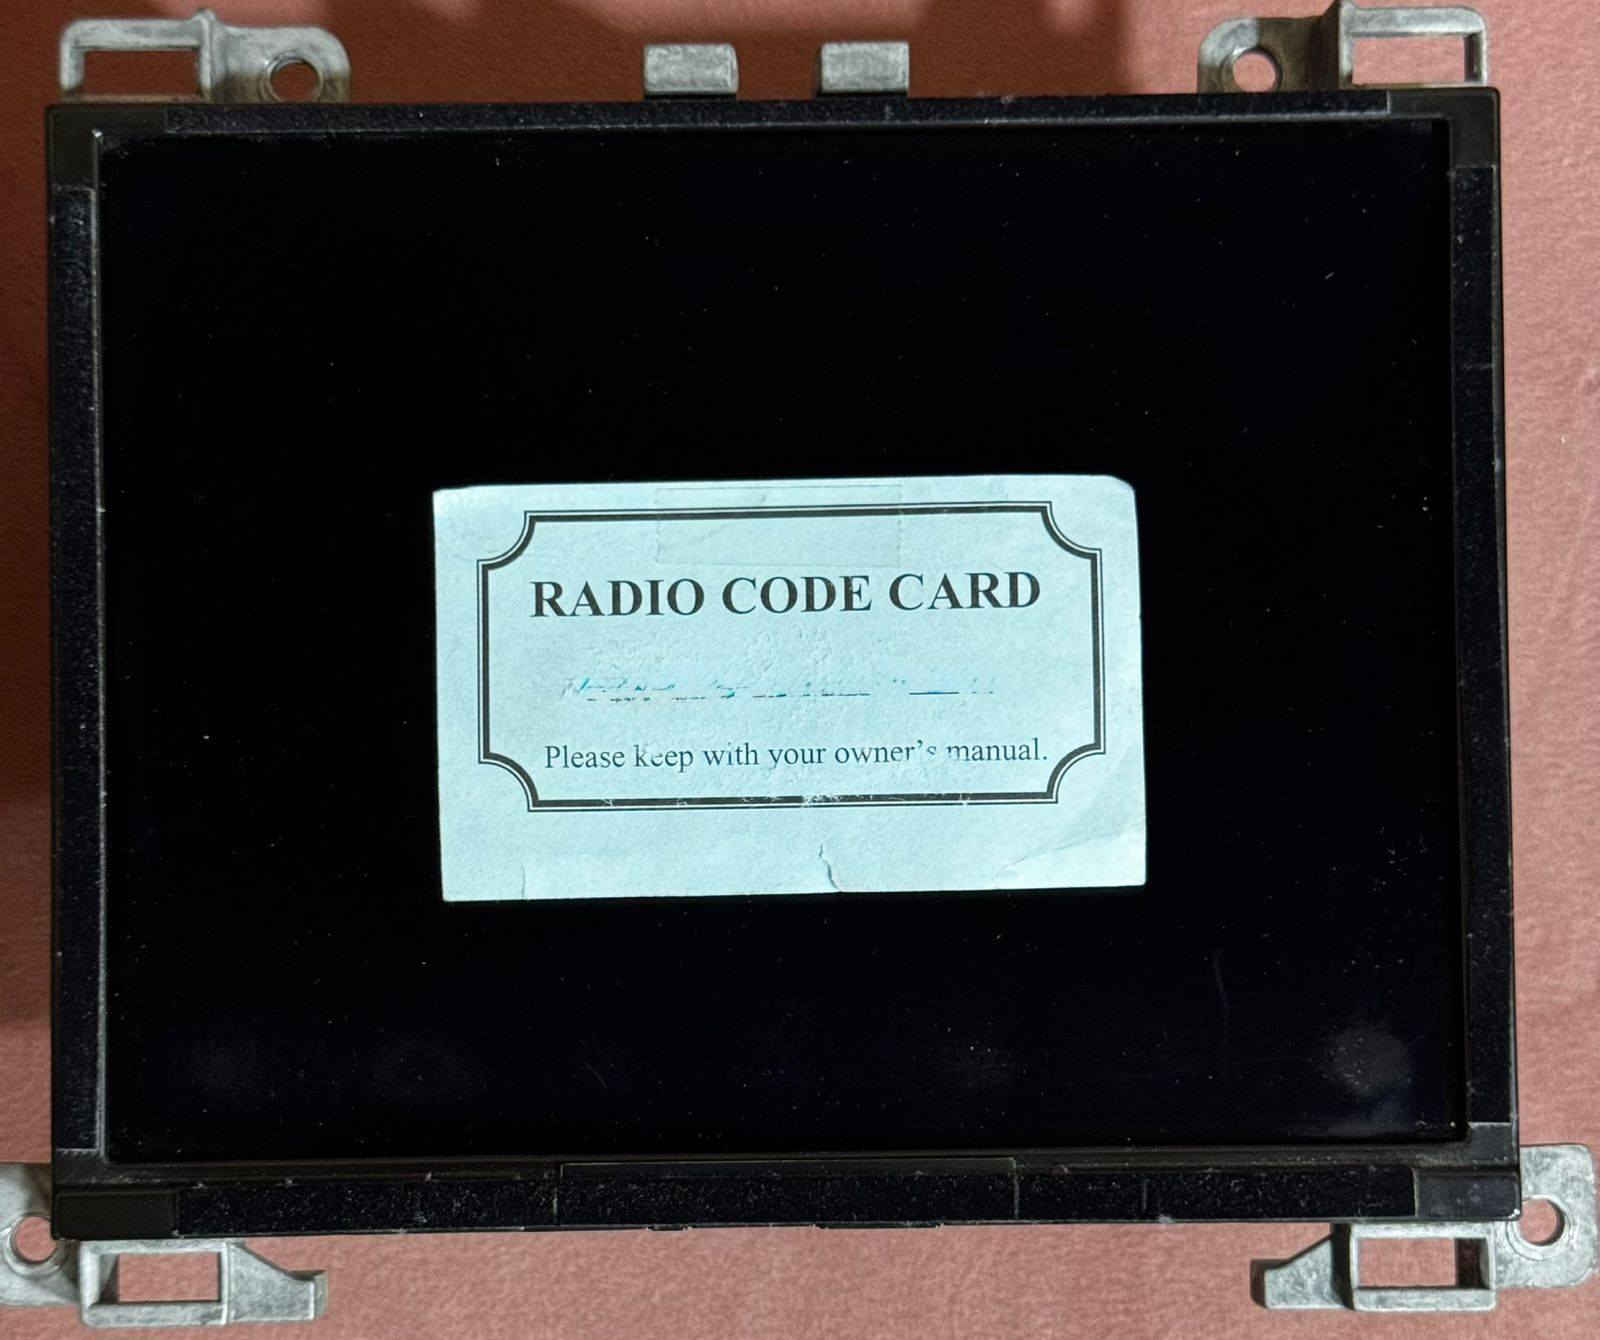 RADIO CODE CARD
Please keep with your owner's manual.